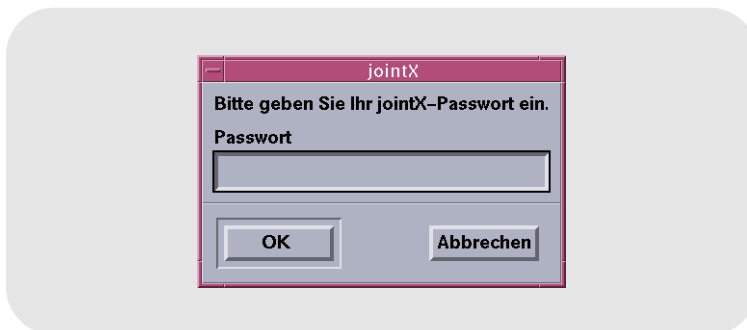 jointX
Bitte geben Sie Ihr jointX–Passwort ein.
Passwort
OK
Abbrechen